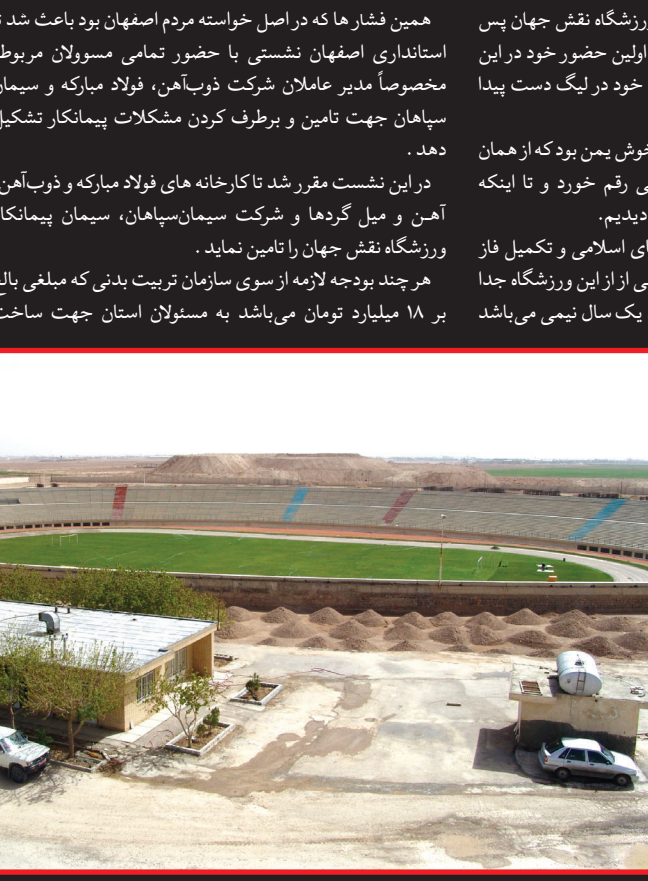 ورزشگاه نقش جهان پس
اولین حضور خود در این
خود در لیگ دست پیدا
خوش یمن بود که از همان
رقم خورد و تا اینکه
دیدیم.
اسلامی و تکمیل فاز
از از این ورزشگاه جدا
یک سال نیمی می‌باشد
همین فشار ها که در اصل خواسته مردم اصفهان بود باعث شد
استانداری اصفهان نشستی با حضور تمامی مسوولان مربوط
مخصوصاً مدیر عاملان شرکت ذوب‌آهن، فولاد مبارکه و سیمان
سپاهان جهت تامین و برطرف کردن مشکلات پیمانکار تشکیل
دهد .
در این نشست مقرر شد تا کارخانه های فولاد مبارکه و ذوب‌آهن،
آهن و میل گردها و شرکت سیمان‌سپاهان، سیمان پیمانکار
ورزشگاه نقش جهان را تامین نماید .
هر چند بودجه لازمه از سوی سازمان تربیت بدنی که مبلغی بالغ
بر ۱۸ میلیارد تومان می‌باشد به مسئولان استان جهت ساخت